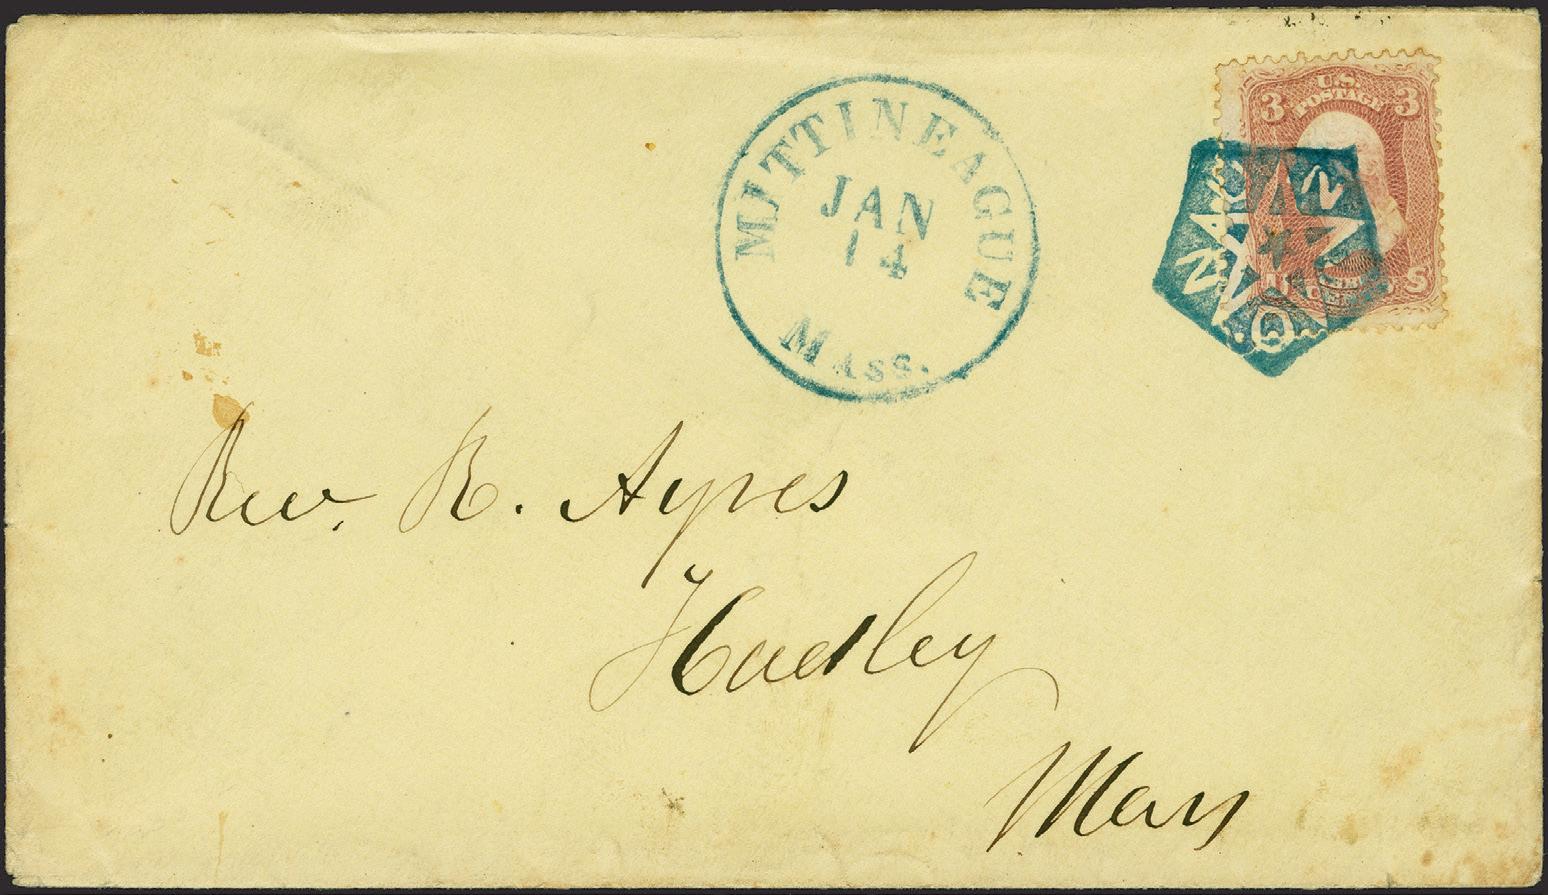 MITTINEAGUE
JAN
14
MASS.
U.S.
POSTAGE
3 3
Rev. R. Ayres
Hadley
Mass